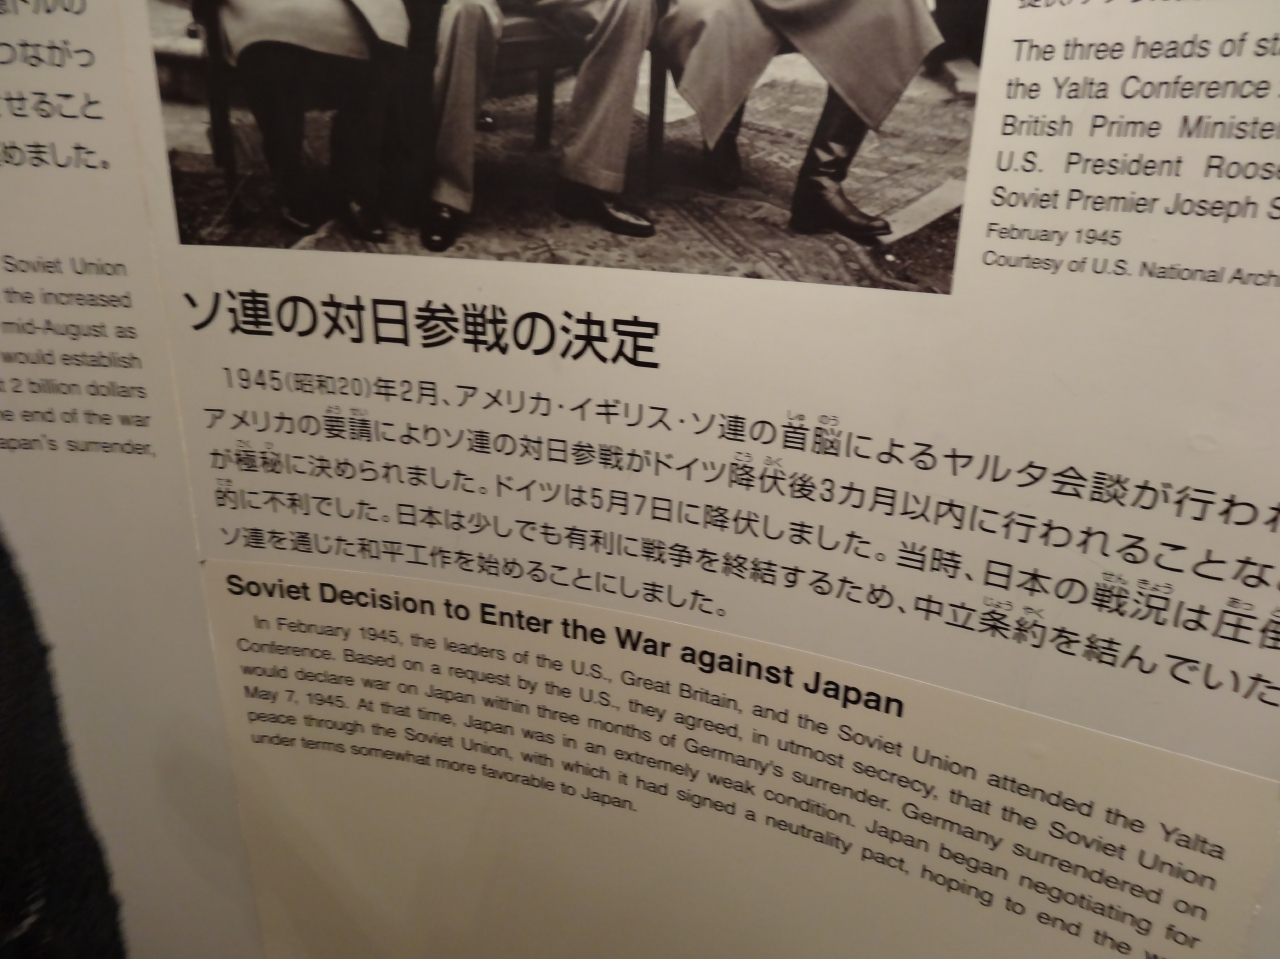 つながっ
せること
めました。
Soviet Union
the increased
mid-August as
would establish
2 billion dollars
end of the war
apan's surrender,
The three heads of
the Yalta Conference
British Prime
U.S. President
Soviet Premier Joseph
February 1945
Courtesy of U.S. National
ソ連の対日参戦の決定
1945(昭和20)年2月、アメリカ・イギリス・ソ連の首脳によるヤルタ会談が行われ
アメリカの要請によりソ連の対日参戦がドイツ降伏後3カ月以内に行われることな
が極秘に決められました。ドイツは5月7日に降伏しました。当時、日本の戦況は圧
的に不利でした。日本は少しでも有利に戦争を終結するため、中立条約を結んでいた
ソ連を通じた和平工作を始めることにしました。
Soviet Decision to Enter the War against Japan
In February 1945, the leaders of the U.S., Great Britain, and the Soviet Union attended the Yalta
Conference. Based on a request by the U.S., they agreed, in utmost secrecy, that the Soviet Union
would declare war on Japan within three months of Germany's surrender. Germany surrendered on
May 7, 1945. At that time, Japan was in an extremely weak condition. Japan began negotiating for
peace through the Soviet Union, with which it had signed a neutrality pact, hoping to end the
under terms somewhat more favorable to Japan.